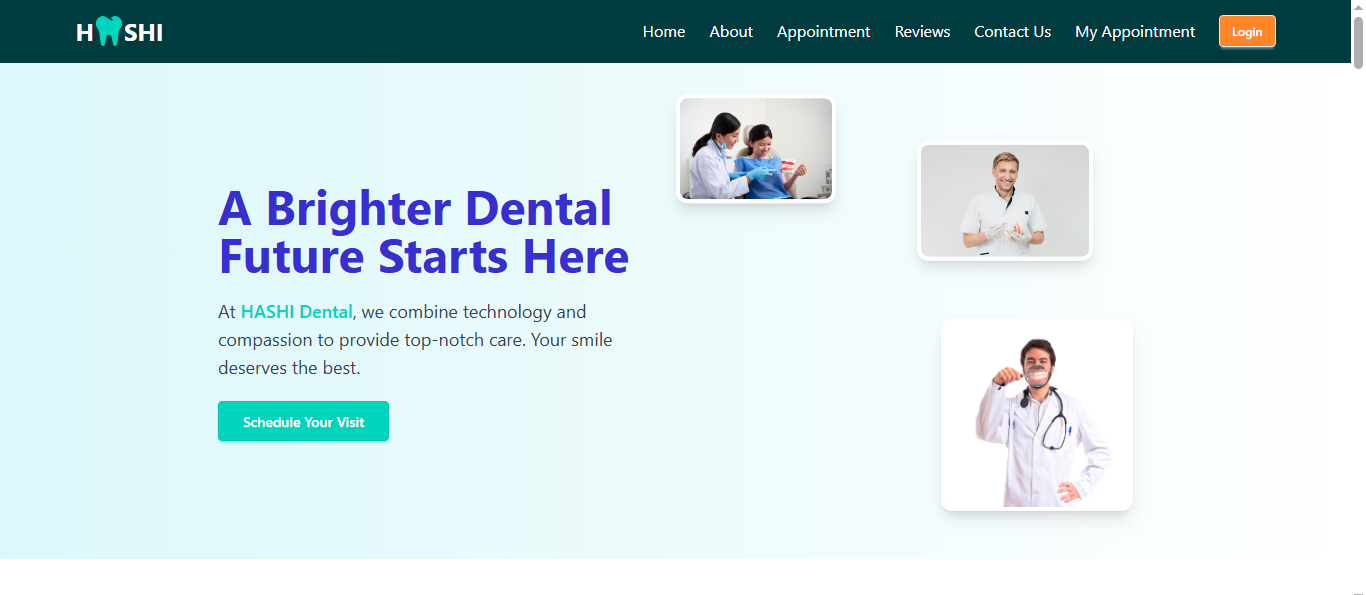 H SHI
Home About Appointment Reviews Contact Us My Appointment Login
A Brighter Dental
Future Starts Here
At HASHI Dental, we combine technology and
compassion to provide top-notch care. Your smile
deserves the best.
Schedule Your Visit